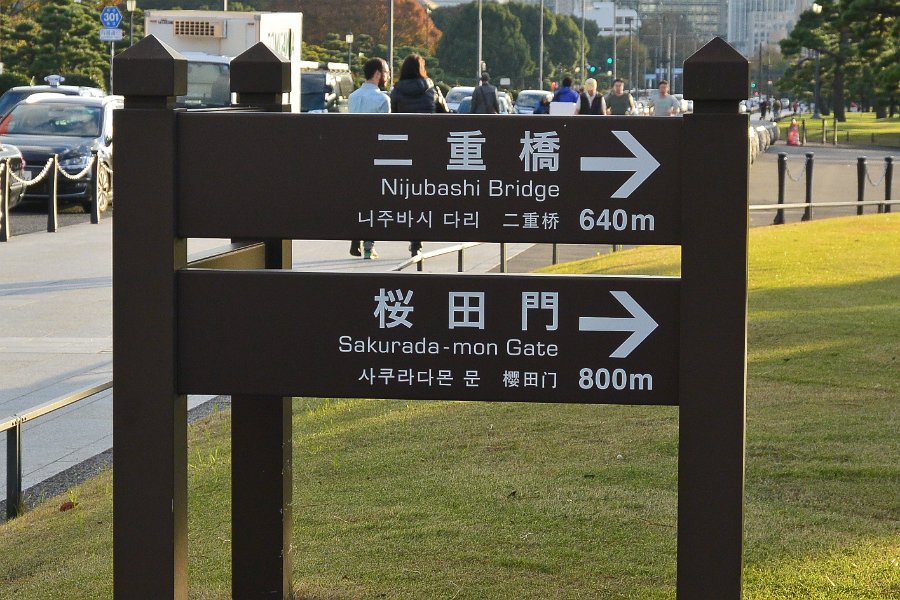 301
二重橋
Nijubashi Bridge
니주바시 다리 二重桥 640m
桜田門
Sakurada-mon Gate
사쿠라다몬 문 櫻田门 800m